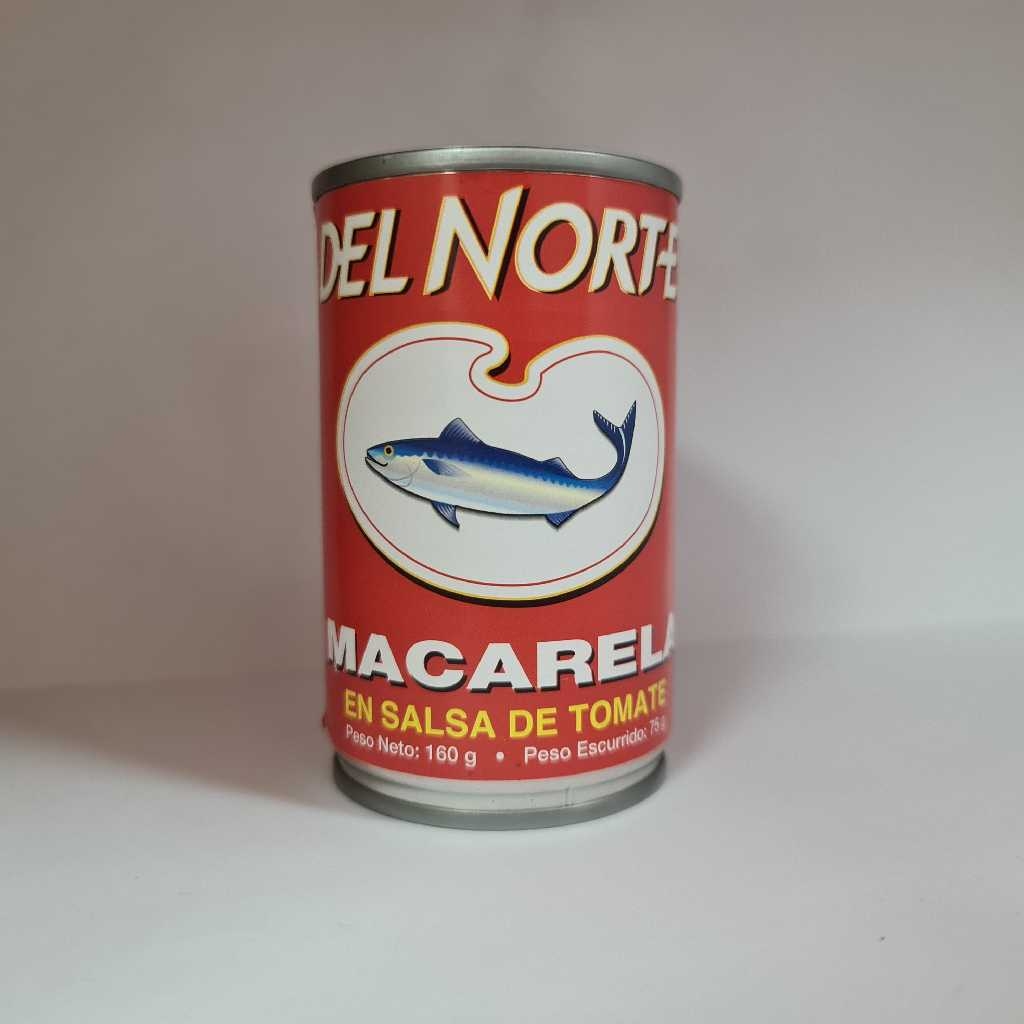 DEL NORTE
MACARELA
EN SALSA DE TOMATE
Peso Neto: 160 g • Peso Escurrido: 75 g